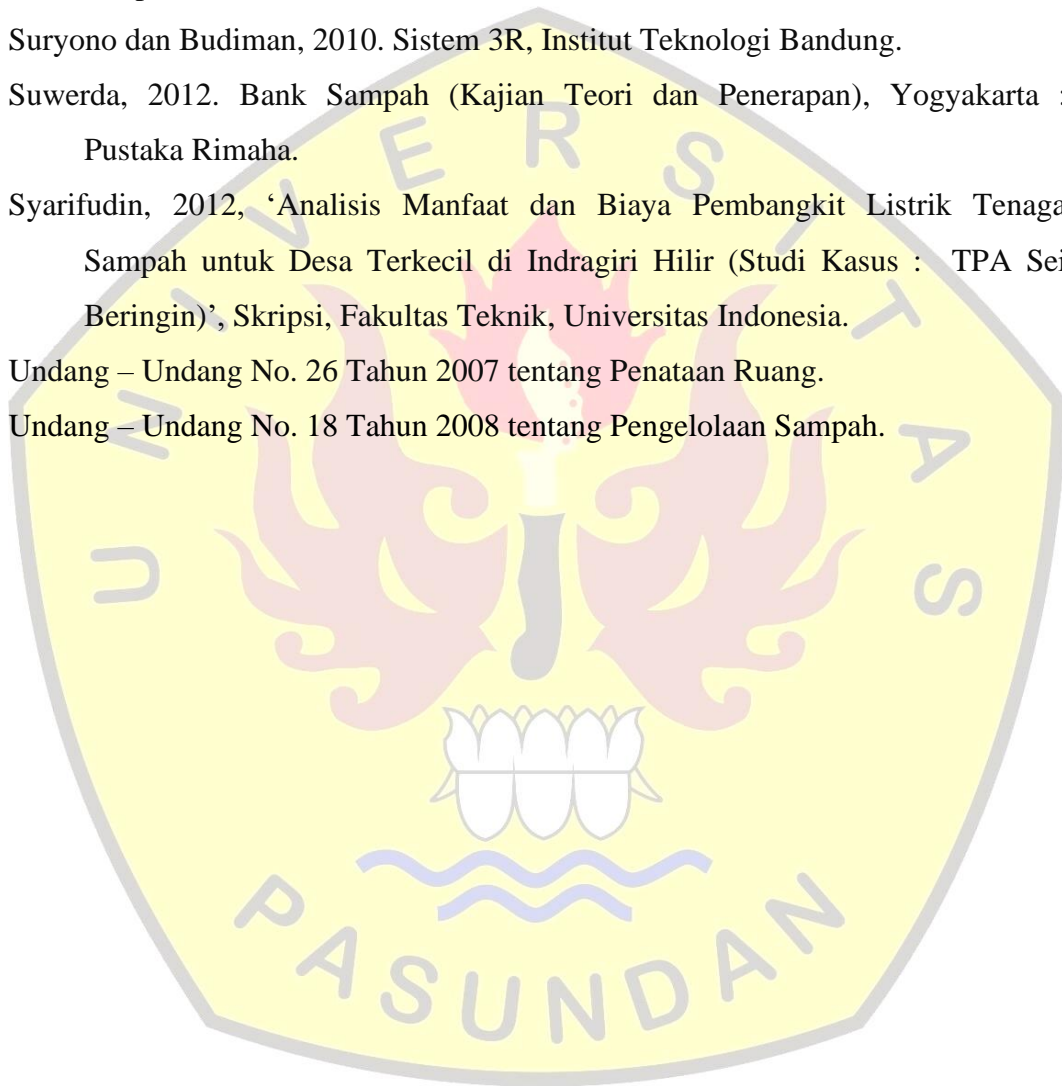 Suryono dan Budiman, 2010. Sistem 3R, Institut Teknologi Bandung.
Suwerda, 2012. Bank Sampah (Kajian Teori dan Penerapan), Yogyakarta :
Pustaka Rimaha.
Syarifudin, 2012, ‘Analisis Manfaat dan Biaya Pembangkit Listrik Tenaga
Sampah untuk Desa Terkecil di Indragiri Hilir (Studi Kasus : TPA Sei
Beringin)’, Skripsi, Fakultas Teknik, Universitas Indonesia.
Undang – Undang No. 26 Tahun 2007 tentang Penataan Ruang.
Undang – Undang No. 18 Tahun 2008 tentang Pengelolaan Sampah.
UNIVERSITAS
PASUNDAN